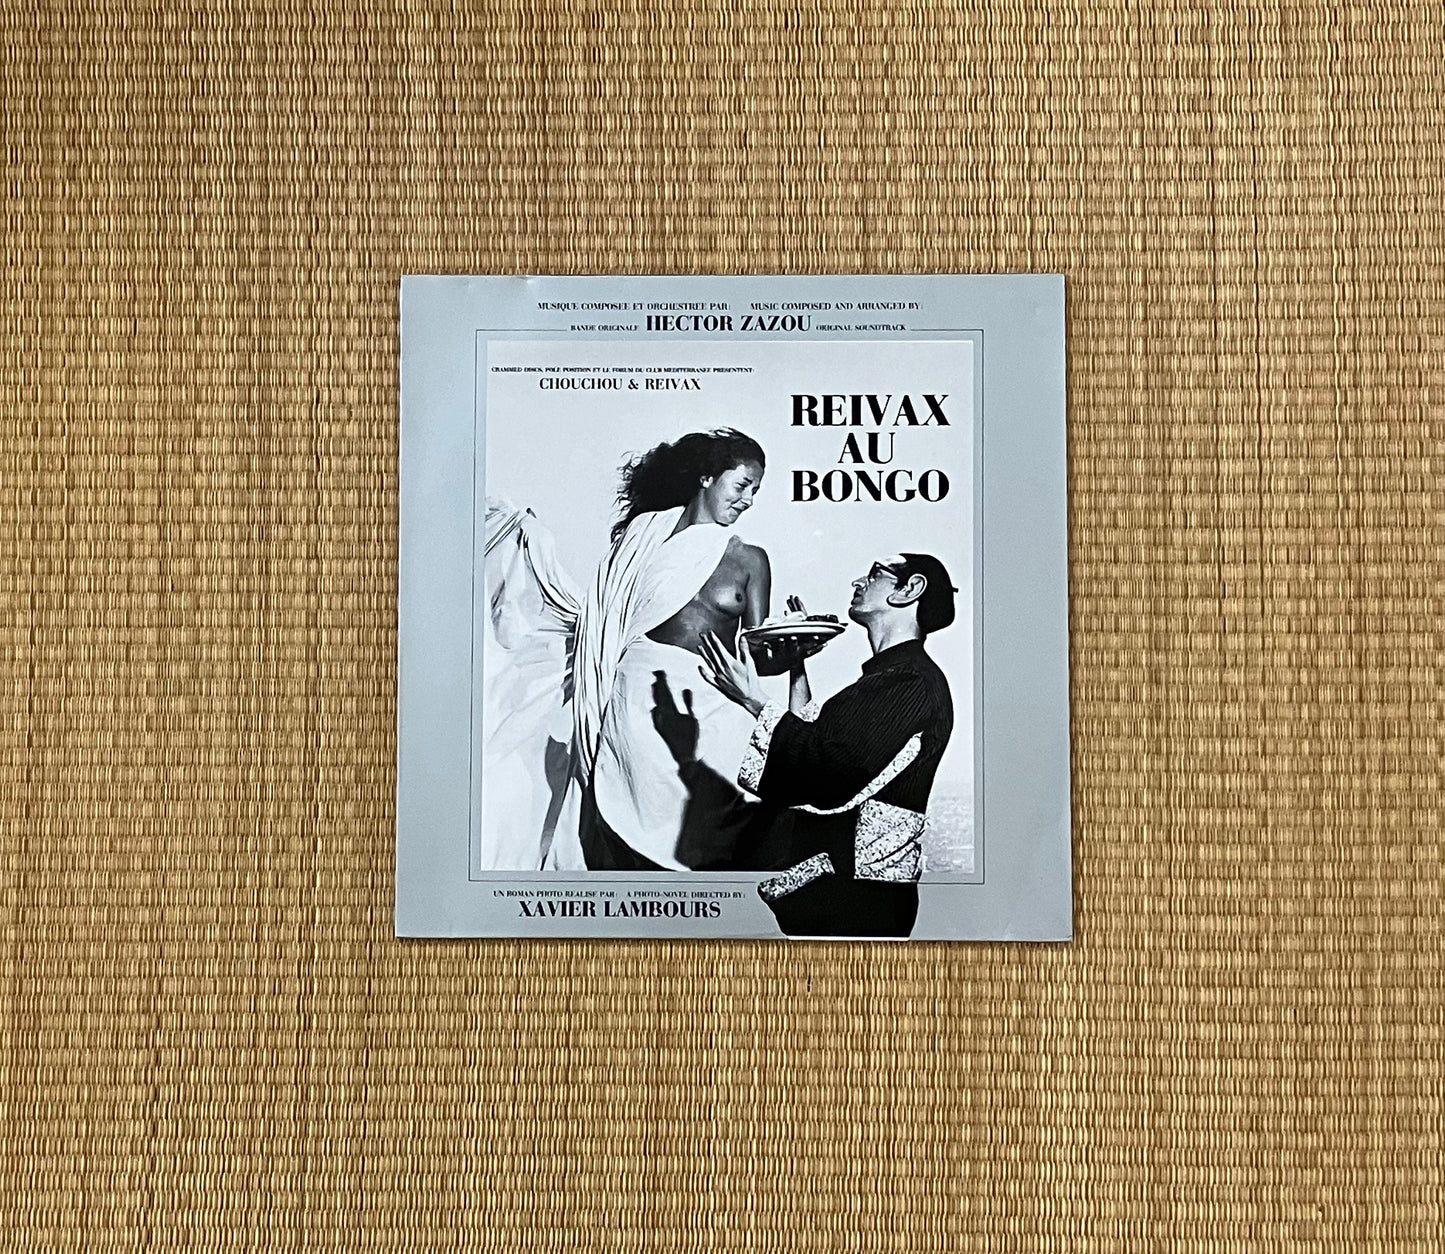 MUSIQUE COMPOSEE ET ORCHESTREE PAR: MUSIC COMPOSED AND ARRANGED BY:
BANDE ORIGINALE HECTOR ZAZOU ORIGINAL SOUNDTRACK
CRAMMED DISCS, POLE POSITION ET LE FORUM DU CLUB MEDITERRANEE PRESENTENT:
CHOUCHOU & REIVAX
REIVAX
AU
BONGO
UN ROMAN PHOTO REALISE PAR: A PHOTO-NOVEL DIRECTED BY:
XAVIER LAMBOURS